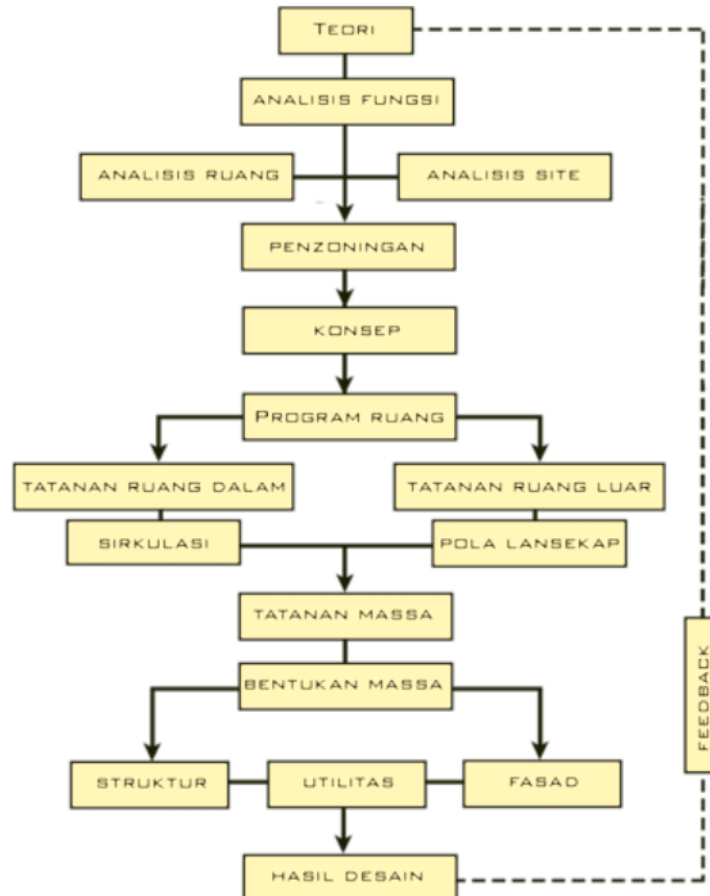 TEORI
ANALISIS FUNGSI
ANALISIS RUANG
ANALISIS SITE
PENZONINGAN
KONSEP
PROGRAM RUANG
TATANAN RUANG DALAM
TATANAN RUANG LUAR
SIRKULASI
POLA LANSEKAP
TATANAN MASSA
BENTUKAN MASSA
FEEDBACK
STRUKTUR
UTILITAS
FASAD
HASIL DESAIN